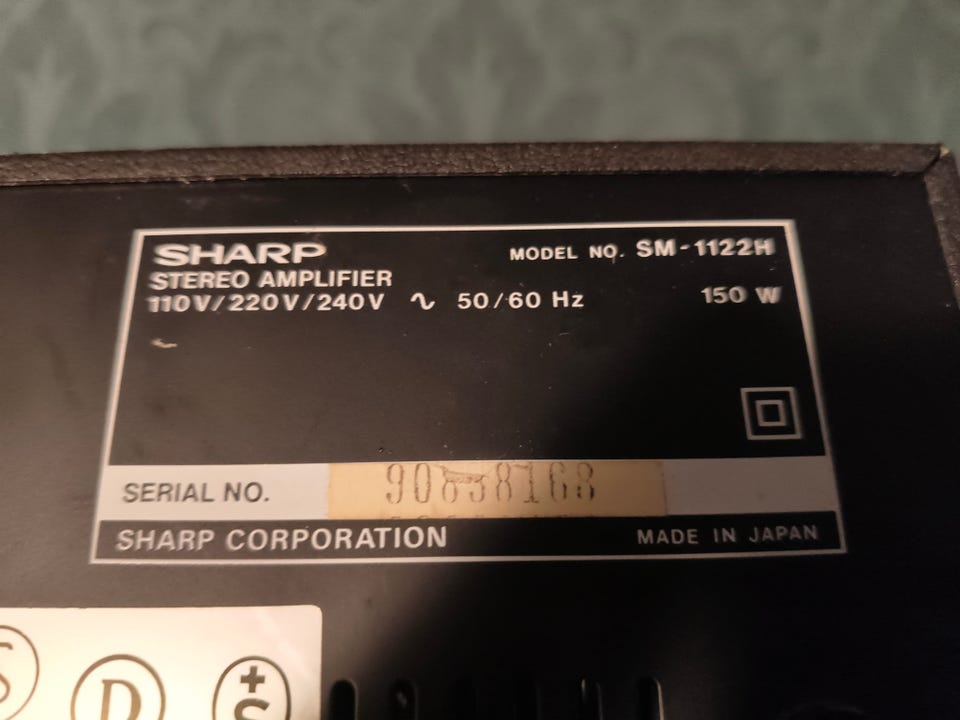 SHARP
MODEL NO. SM-1122H
STEREO AMPLIFIER
110V/220V/240V ∿ 50/60 Hz 150 W
SERIAL NO.
SHARP CORPORATION MADE IN JAPAN
S D +S